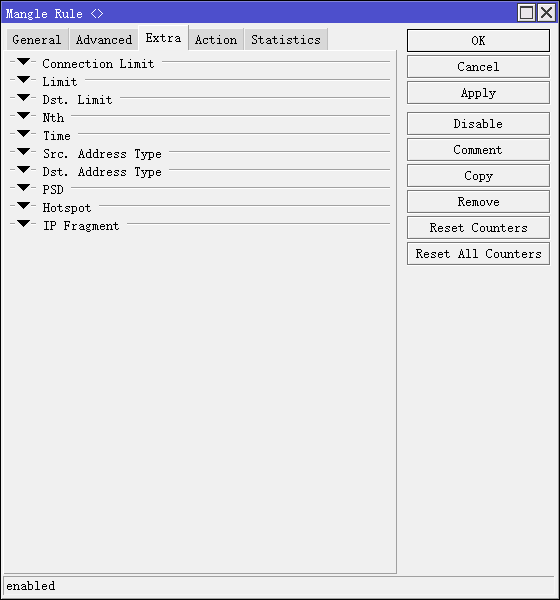 Mangle Rule <>
General Advanced Extra Action Statistics
Connection Limit
Limit
Dst. Limit
Nth
Time
Src. Address Type
Dst. Address Type
PSD
Hotspot
IP Fragment
OK
Cancel
Apply
Disable
Comment
Copy
Remove
Reset Counters
Reset All Counters
enabled